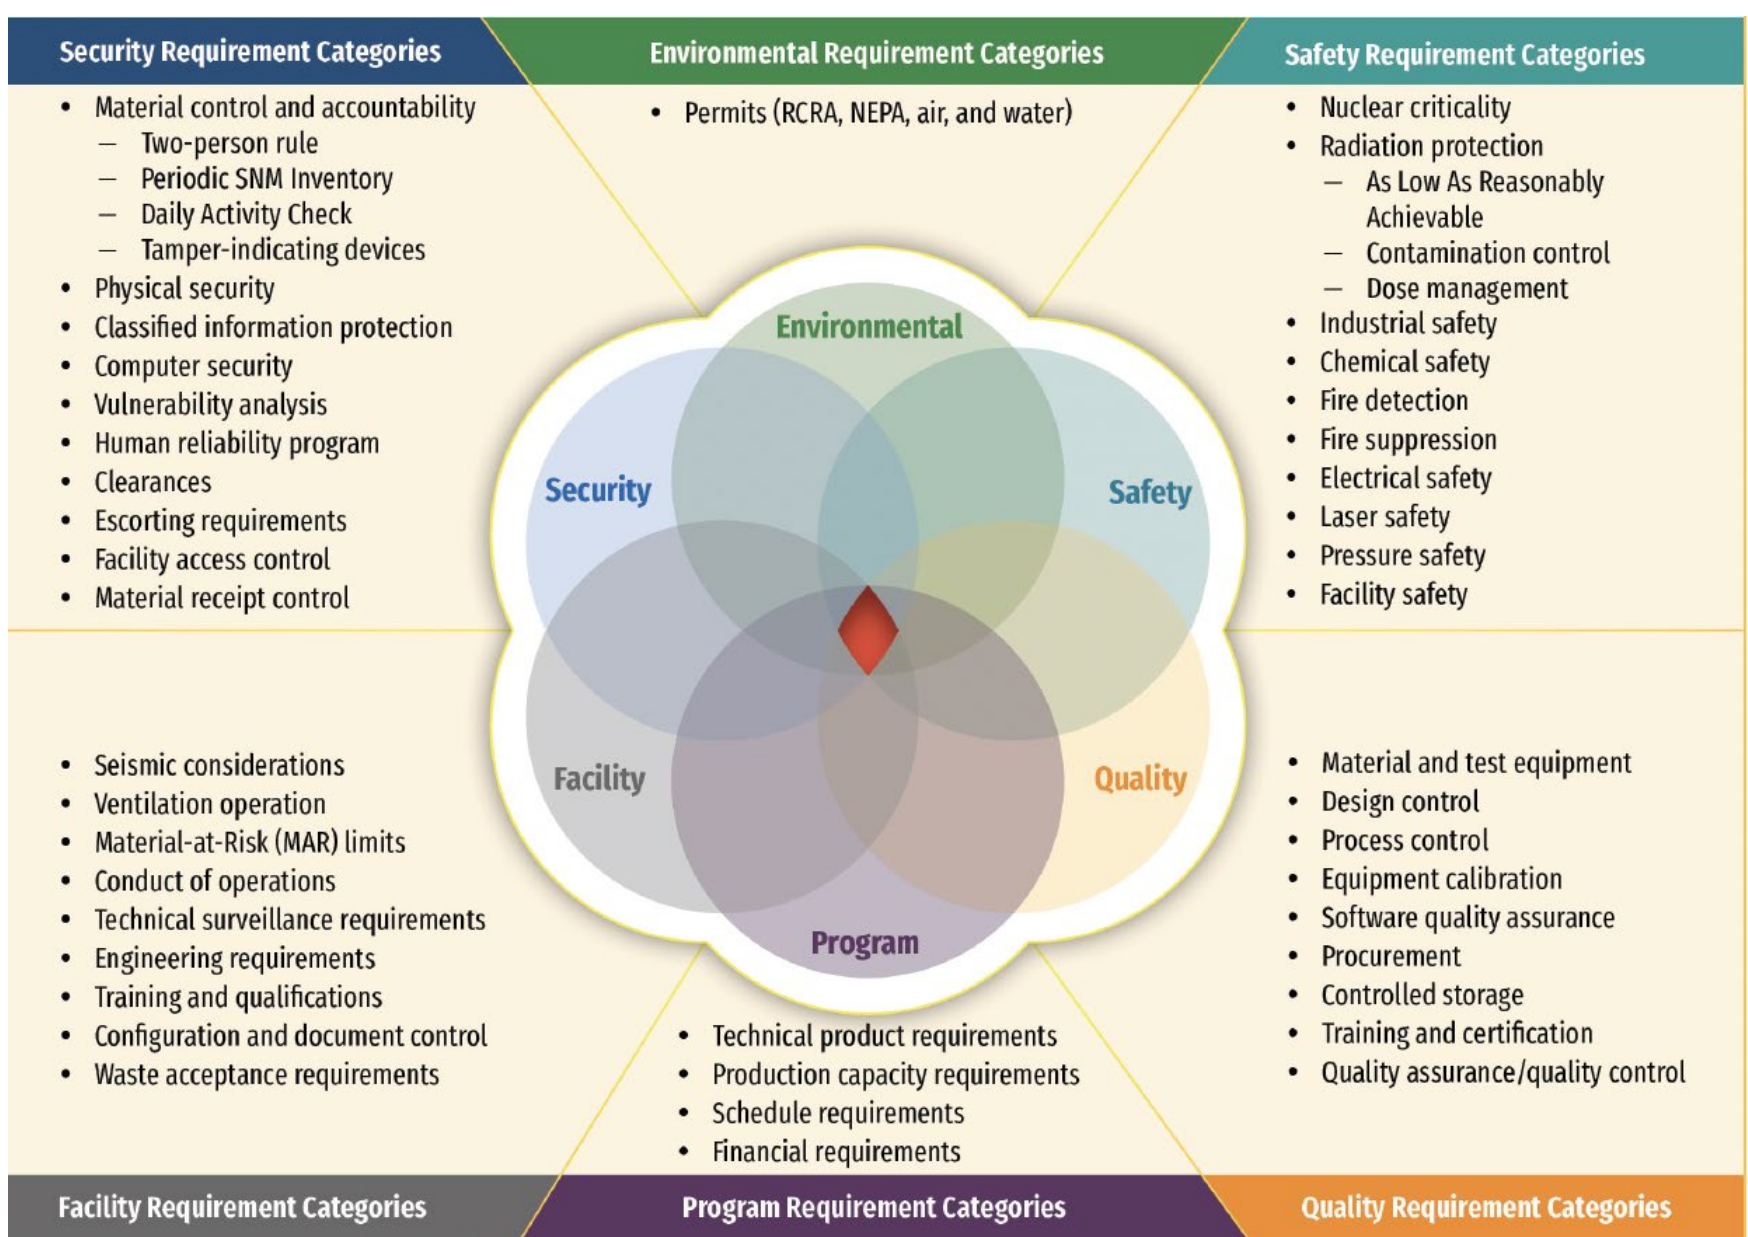 Security Requirement Categories
• Material control and accountability
– Two-person rule
– Periodic SNM Inventory
– Daily Activity Check
– Tamper-indicating devices
• Physical security
• Classified information protection
• Computer security
• Vulnerability analysis
• Human reliability program
• Clearances
• Escorting requirements
• Facility access control
• Material receipt control
Environmental Requirement Categories
• Permits (RCRA, NEPA, air, and water)
Safety Requirement Categories
• Nuclear criticality
• Radiation protection
– As Low As Reasonably
Achievable
– Contamination control
– Dose management
• Industrial safety
• Chemical safety
• Fire detection
• Fire suppression
• Electrical safety
• Laser safety
• Pressure safety
• Facility safety
Environmental
Security
Safety
Facility
Quality
Program
• Seismic considerations
• Ventilation operation
• Material-at-Risk (MAR) limits
• Conduct of operations
• Technical surveillance requirements
• Engineering requirements
• Training and qualifications
• Configuration and document control
• Waste acceptance requirements
Facility Requirement Categories
• Technical product requirements
• Production capacity requirements
• Schedule requirements
• Financial requirements
Program Requirement Categories
• Material and test equipment
• Design control
• Process control
• Equipment calibration
• Software quality assurance
• Procurement
• Controlled storage
• Training and certification
• Quality assurance/quality control
Quality Requirement Categories